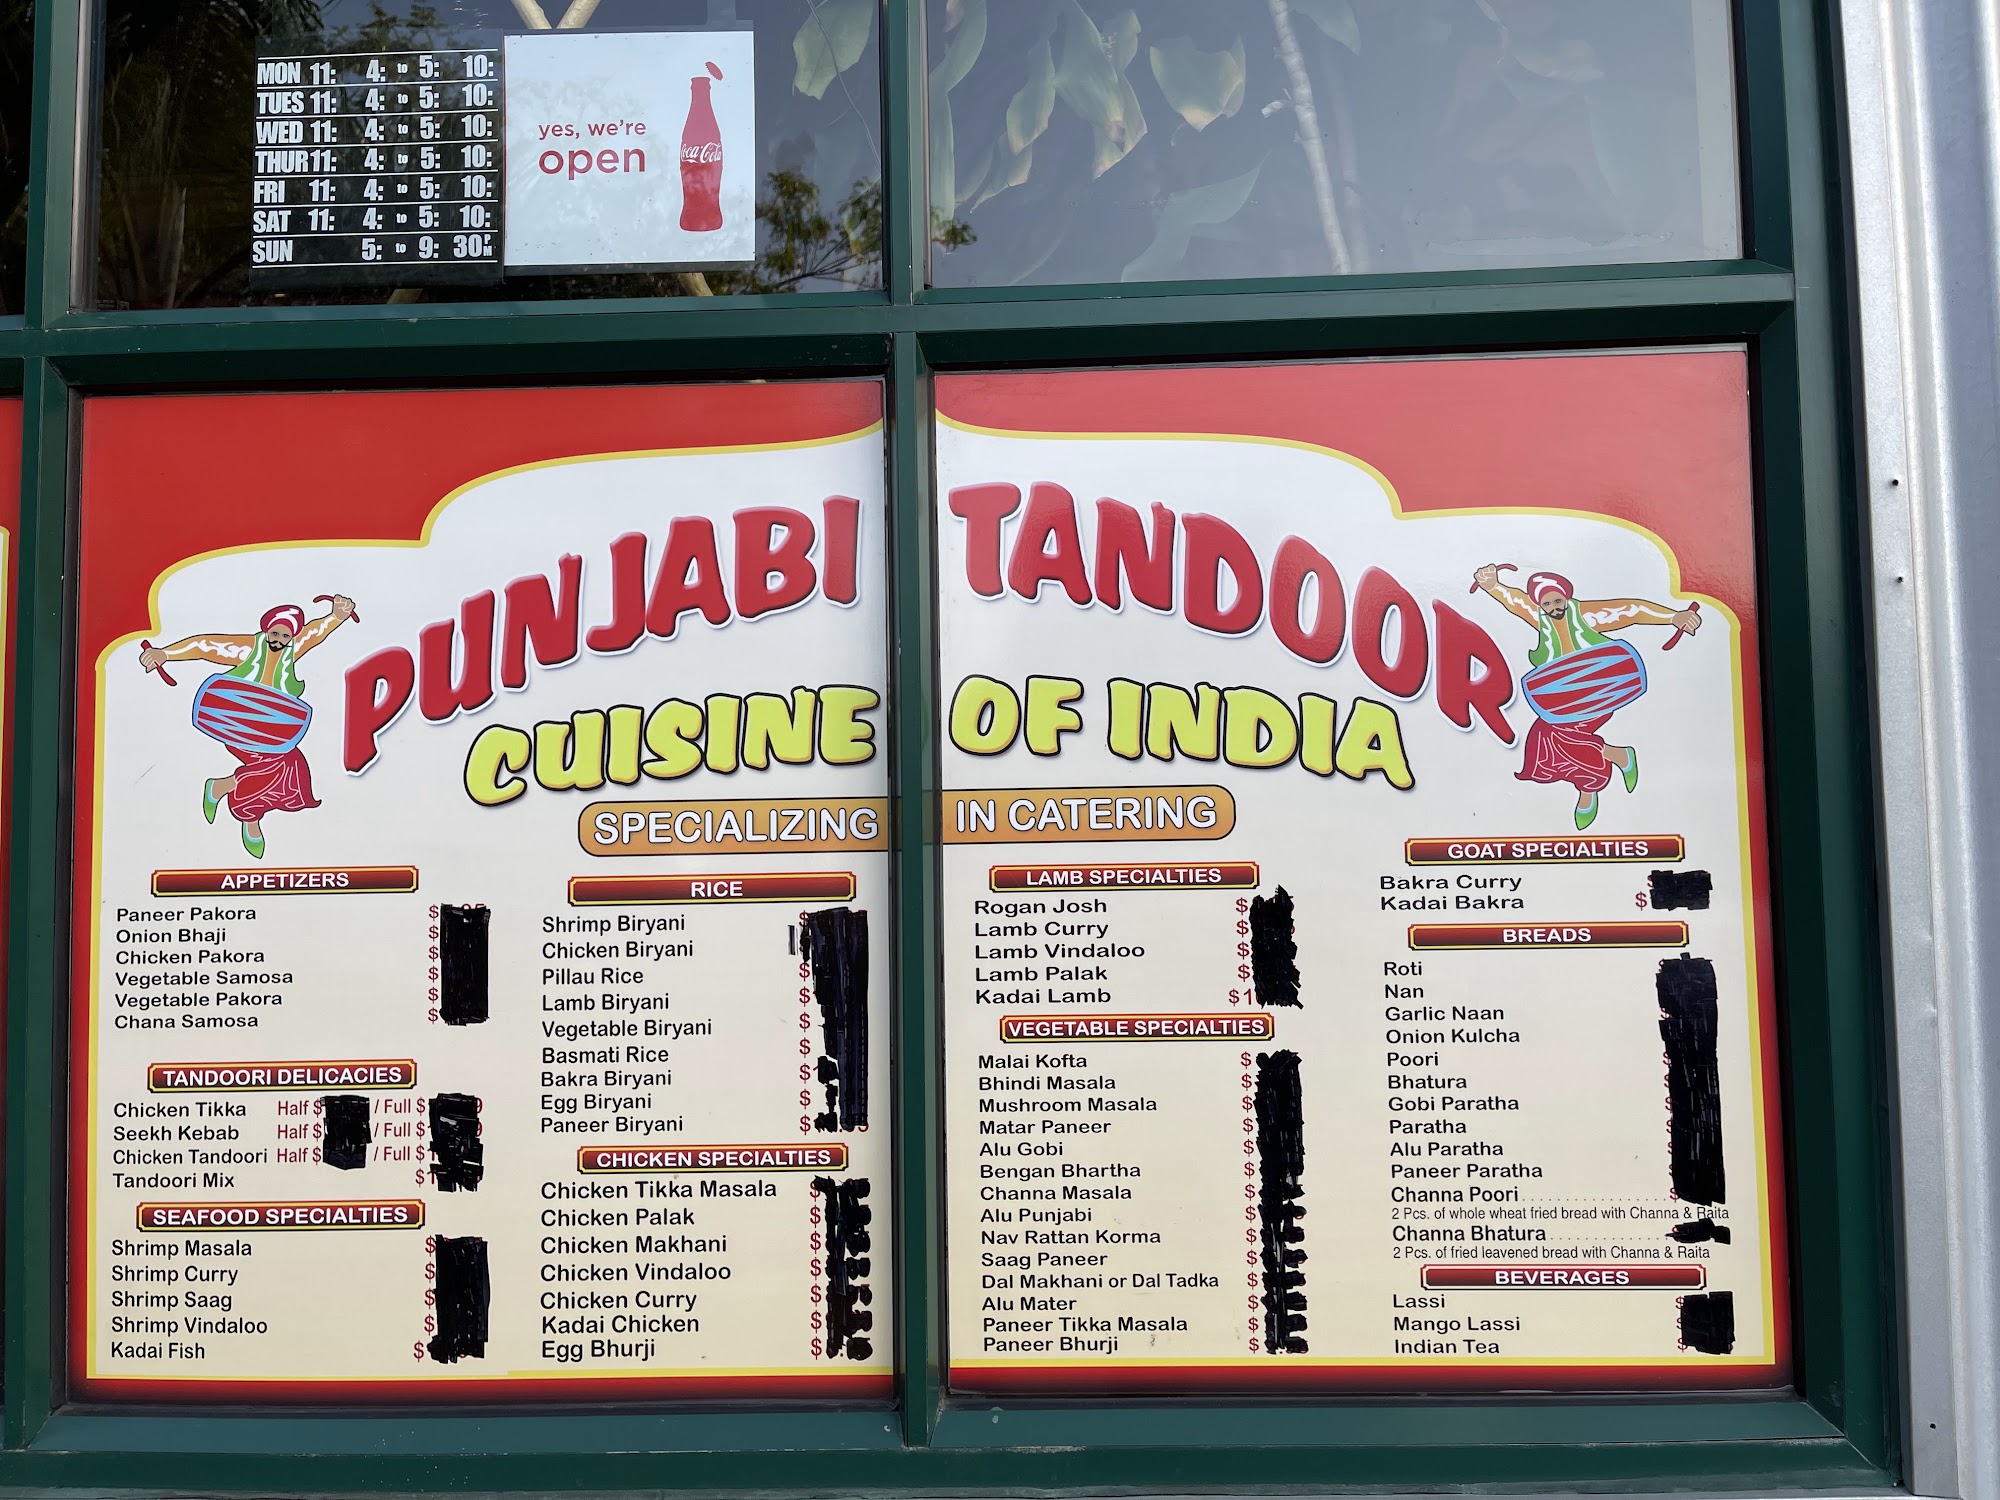 MON 11: 4: to 5: 10:
TUES 11: 4: to 5: 10:
WED 11: 4: to 5: 10:
THUR 11: 4: to 5: 10:
FRI 11: 4: to 5: 10:
SAT 11: 4: to 5: 10:
SUN 5: to 9: 30PM
yes, we're
open
Coca-Cola
PUNJABI TANDOOR
CUISINE OF INDIA
SPECIALIZING IN CATERING
APPETIZERS
Paneer Pakora $
Onion Bhaji $
Chicken Pakora $
Vegetable Samosa $
Vegetable Pakora $
Chana Samosa $
TANDOORI DELICACIES
Chicken Tikka Half $ / Full $
Seekh Kebab Half $ / Full $
Chicken Tandoori Half $ / Full $
Tandoori Mix $
SEAFOOD SPECIALTIES
Shrimp Masala $
Shrimp Curry $
Shrimp Saag $
Shrimp Vindaloo $
Kadai Fish $
RICE
Shrimp Biryani $
Chicken Biryani
Pillau Rice $
Lamb Biryani $
Vegetable Biryani $
Basmati Rice $
Bakra Biryani $
Egg Biryani $
Paneer Biryani $
CHICKEN SPECIALTIES
Chicken Tikka Masala $
Chicken Palak $
Chicken Makhani $
Chicken Vindaloo $
Chicken Curry $
Kadai Chicken $
Egg Bhurji $
LAMB SPECIALTIES
Rogan Josh $
Lamb Curry $
Lamb Vindaloo $
Lamb Palak $
Kadai Lamb $1
VEGETABLE SPECIALTIES
Malai Kofta $
Bhindi Masala $
Mushroom Masala $
Matar Paneer $
Alu Gobi $
Bengan Bhartha $
Channa Masala $
Alu Punjabi $
Nav Rattan Korma $
Saag Paneer $
Dal Makhani or Dal Tadka $
Alu Mater $
Paneer Tikka Masala $
Paneer Bhurji $
GOAT SPECIALTIES
Bakra Curry
Kadai Bakra $
BREADS
Roti
Nan
Garlic Naan
Onion Kulcha
Poori
Bhatura
Gobi Paratha
Paratha
Alu Paratha
Paneer Paratha
Channa Poori.................$
2 Pcs. of whole wheat fried bread with Channa & Raita
Channa Bhatura.............
2 Pcs. of fried leavened bread with Channa & Raita
BEVERAGES
Lassi $
Mango Lassi $
Indian Tea $